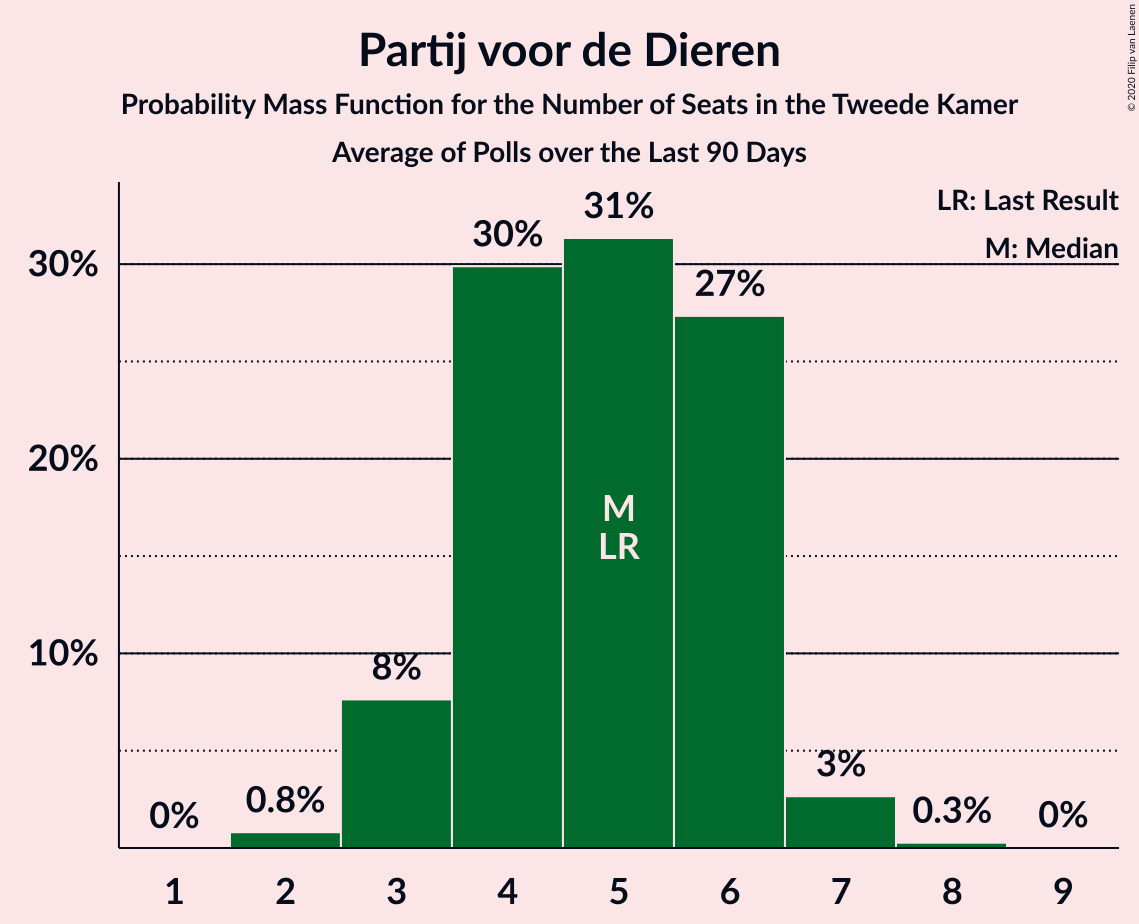 Partij voor de Dieren
Probability Mass Function for the Number of Seats in the Tweede Kamer
Average of Polls over the Last 90 Days
© 2020 Filip van Laenen
LR: Last Result
M: Median
30%
20%
10%
0%
0.8%
8%
30%
31%
27%
3%
0.3%
0%
M
LR
1 2 3 4 5 6 7 8 9